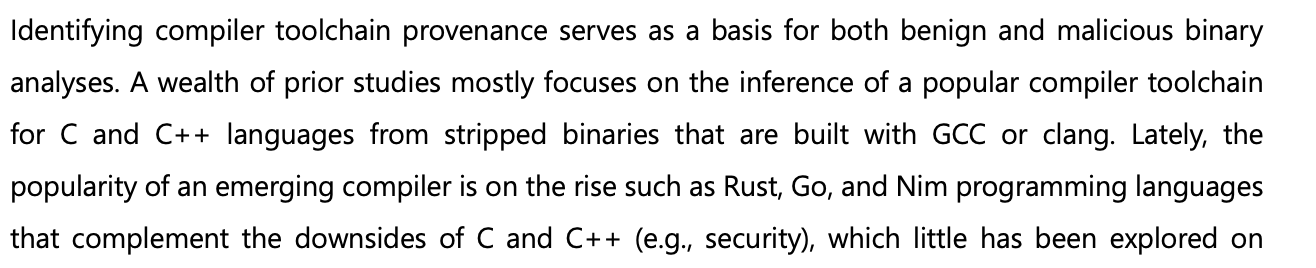 Identifying compiler toolchain provenance serves as a basis for both benign and malicious binary
analyses. A wealth of prior studies mostly focuses on the inference of a popular compiler toolchain
for C and C++ languages from stripped binaries that are built with GCC or clang. Lately, the
popularity of an emerging compiler is on the rise such as Rust, Go, and Nim programming languages
that complement the downsides of C and C++ (e.g., security), which little has been explored on